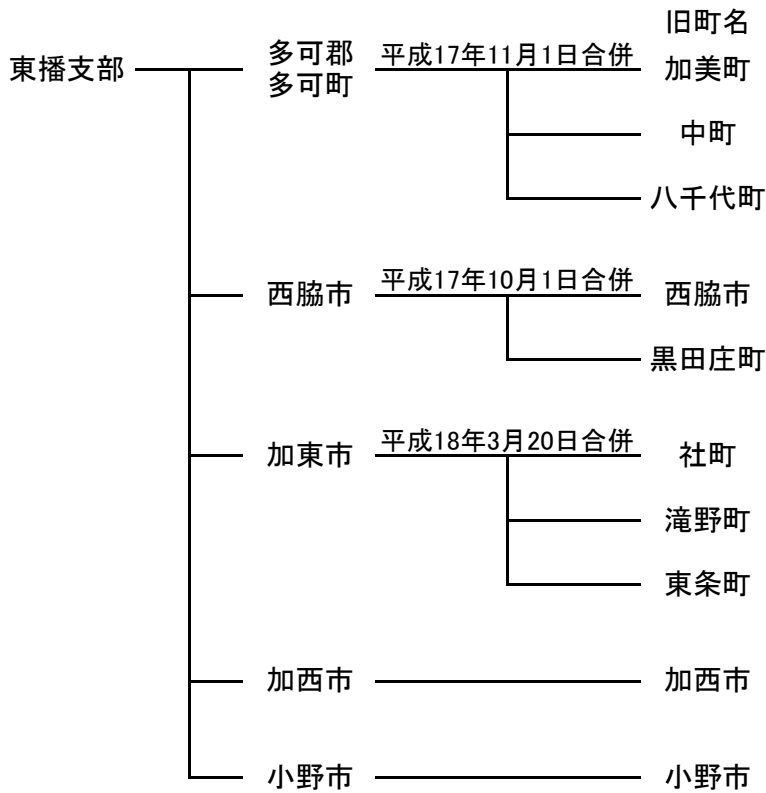 旧町名
東播支部
多可郡
多可町
平成17年11月1日合併
加美町
中町
八千代町
西脇市
平成17年10月1日合併
西脇市
黒田庄町
加東市
平成18年3月20日合併
社町
滝野町
東条町
加西市
加西市
小野市
小野市